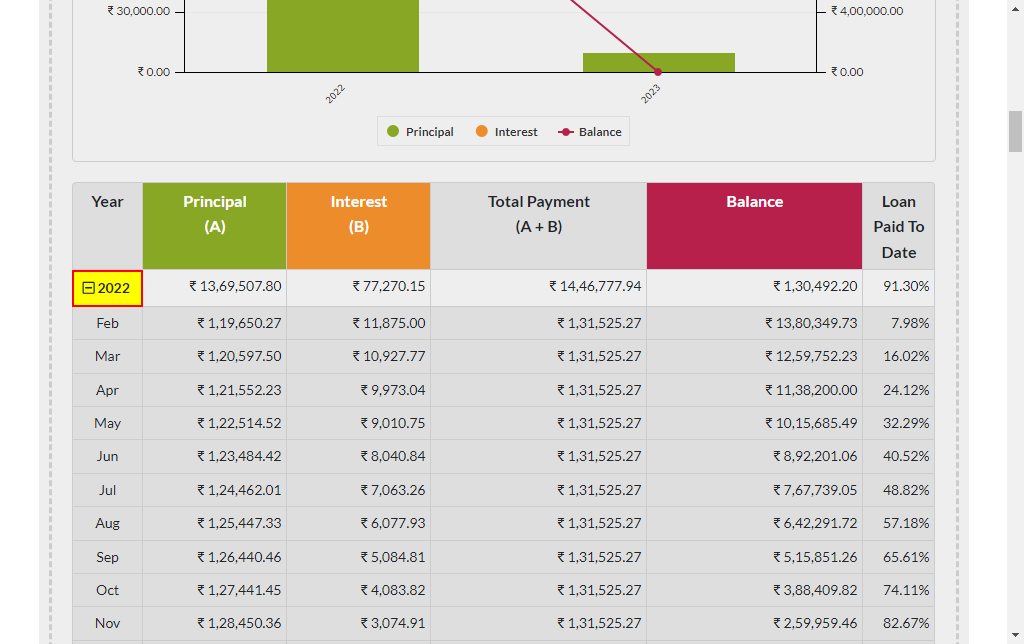 ₹ 30,000.00 ₹ 4,00,000.00
₹ 0.00 ₹ 0.00
2022 2023
Principal Interest Balance
Year Principal (A) Interest (B) Total Payment (A + B) Balance Loan Paid To Date
2022 ₹ 13,69,507.80 ₹ 77,270.15 ₹ 14,46,777.94 ₹ 1,30,492.20 91.30%
Feb ₹ 1,19,650.27 ₹ 11,875.00 ₹ 1,31,525.27 ₹ 13,80,349.73 7.98%
Mar ₹ 1,20,597.50 ₹ 10,927.77 ₹ 1,31,525.27 ₹ 12,59,752.23 16.02%
Apr ₹ 1,21,552.23 ₹ 9,973.04 ₹ 1,31,525.27 ₹ 11,38,200.00 24.12%
May ₹ 1,22,514.52 ₹ 9,010.75 ₹ 1,31,525.27 ₹ 10,15,685.49 32.29%
Jun ₹ 1,23,484.42 ₹ 8,040.84 ₹ 1,31,525.27 ₹ 8,92,201.06 40.52%
Jul ₹ 1,24,462.01 ₹ 7,063.26 ₹ 1,31,525.27 ₹ 7,67,739.05 48.82%
Aug ₹ 1,25,447.33 ₹ 6,077.93 ₹ 1,31,525.27 ₹ 6,42,291.72 57.18%
Sep ₹ 1,26,440.46 ₹ 5,084.81 ₹ 1,31,525.27 ₹ 5,15,851.26 65.61%
Oct ₹ 1,27,441.45 ₹ 4,083.82 ₹ 1,31,525.27 ₹ 3,88,409.82 74.11%
Nov ₹ 1,28,450.36 ₹ 3,074.91 ₹ 1,31,525.27 ₹ 2,59,959.46 82.67%